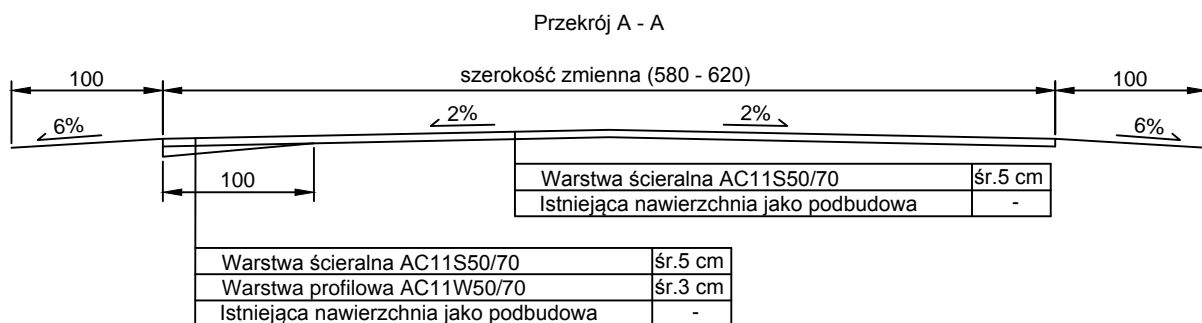 Przekrój A - A
100
szerokość zmienna (580 - 620)
100
6%
2%
2%
6%
100
Warstwa ścieralna AC11S50/70 śr.5 cm
Istniejąca nawierzchnia jako podbudowa -
Warstwa ścieralna AC11S50/70 śr.5 cm
Warstwa profilowa AC11W50/70 śr.3 cm
Istniejąca nawierzchnia jako podbudowa -